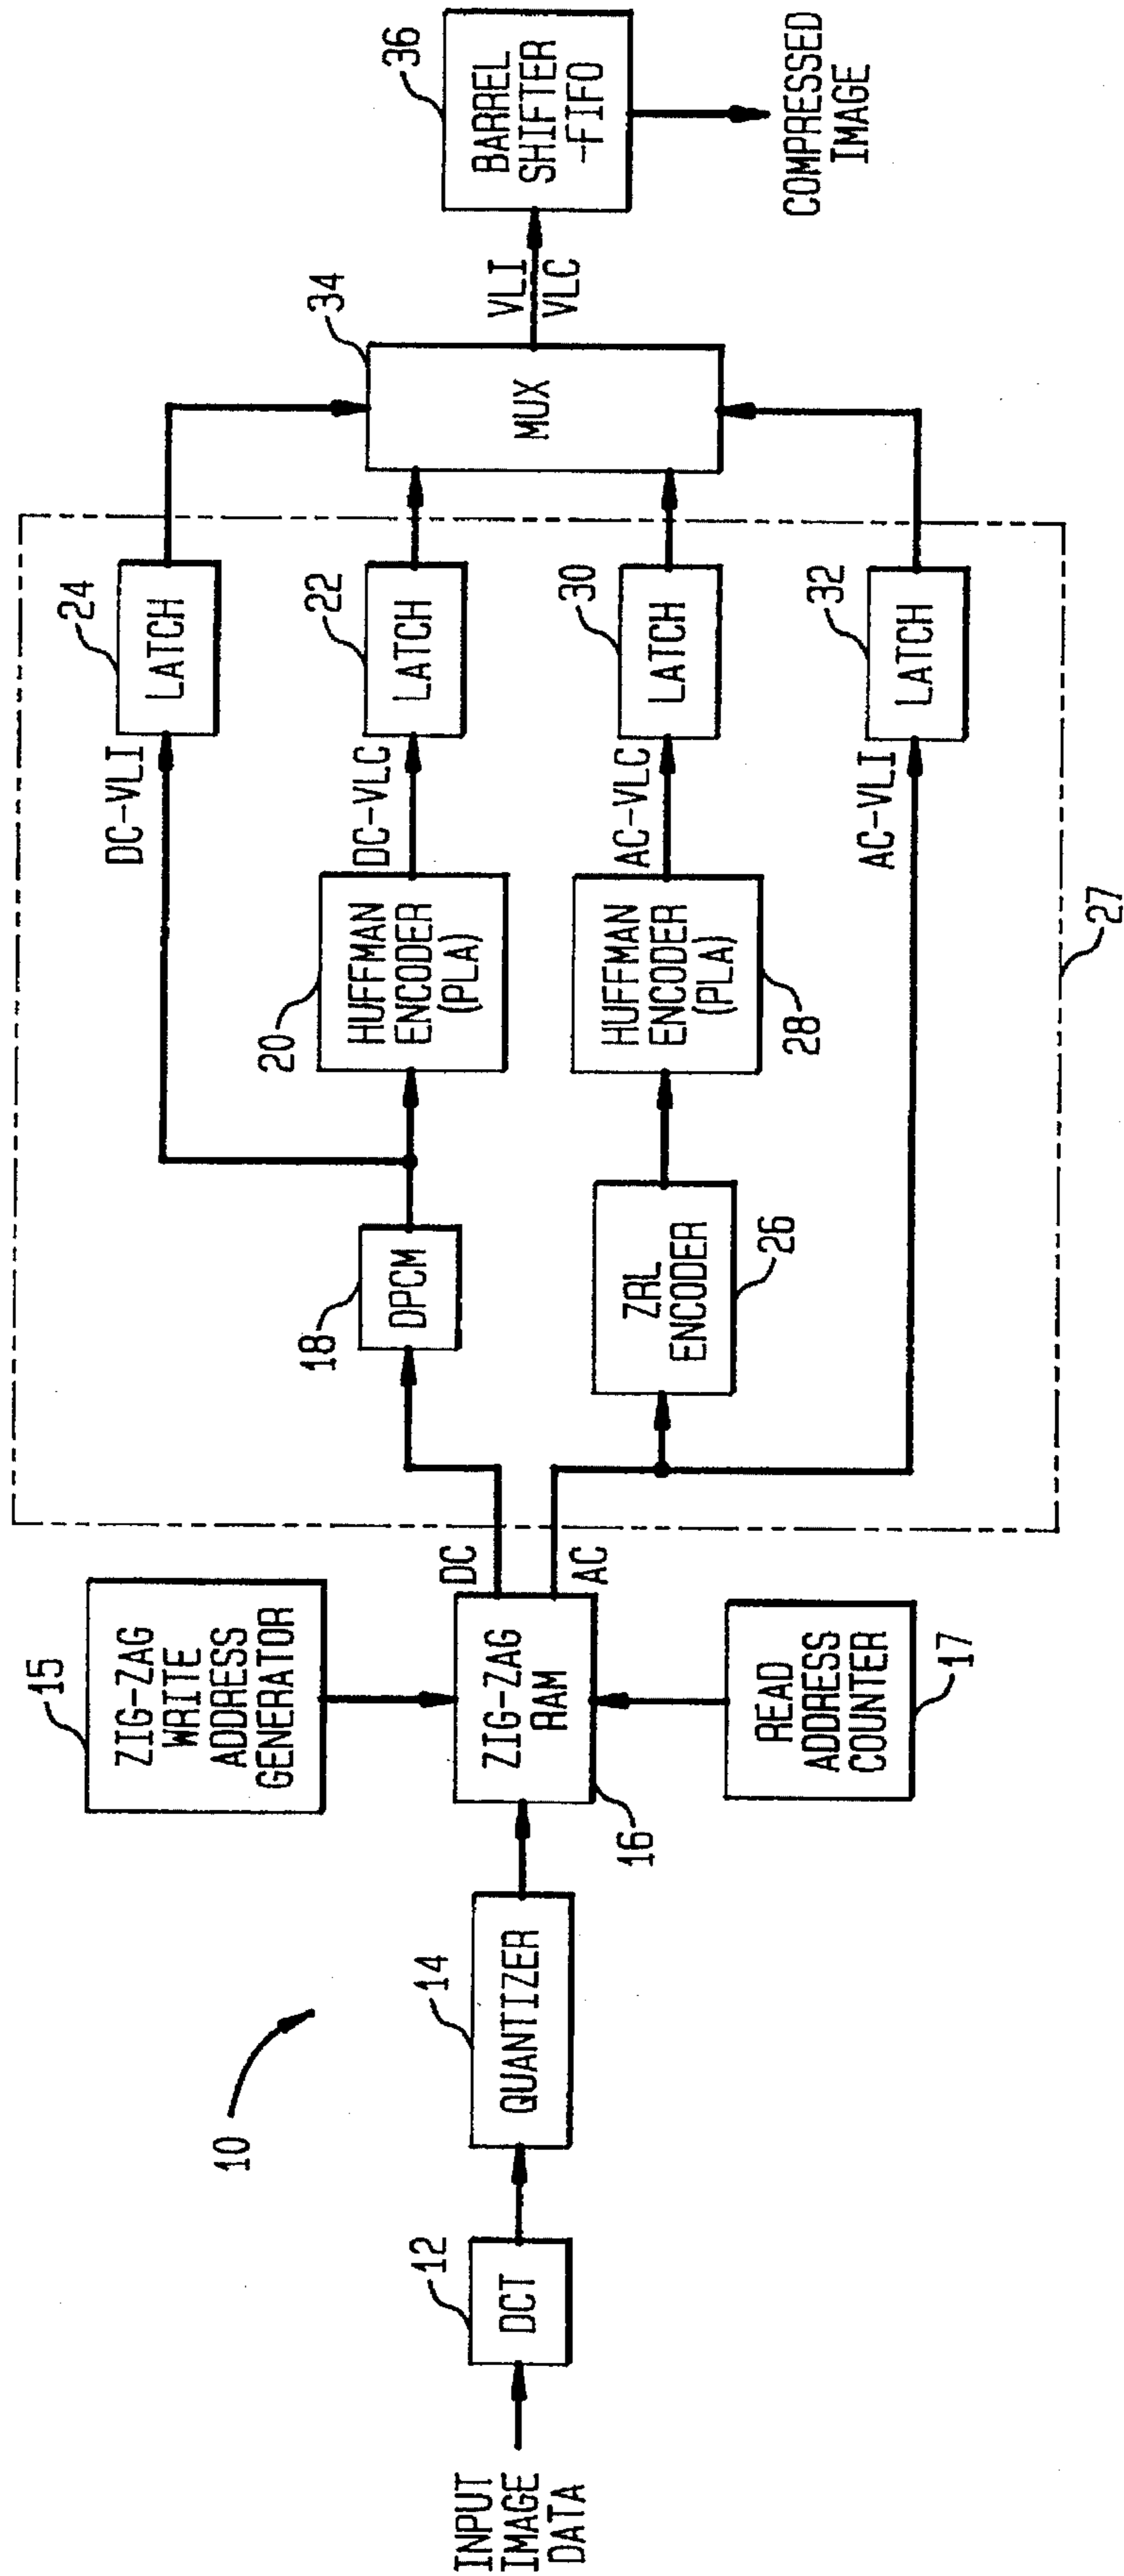 10
INPUT
IMAGE
DATA
12
DCT
14
QUANTIZER
15
ZIG-ZAG
WRITE
ADDRESS
GENERATOR
ZIG-ZAG
RAM
16
READ
ADDRESS
COUNTER
17
DC
AC
18
DPCM
ZRL
ENCODER
26
20
HUFFMAN
ENCODER
(PLA)
HUFFMAN
ENCODER
(PLA)
28
DC-VLI
DC-VLC
AC-VLC
AC-VLI
24
LATCH
22
LATCH
30
LATCH
32
LATCH
27
34
MUX
VLI
VLC
36
BARREL
SHIFTER
-FIFO
COMPRESSED
IMAGE